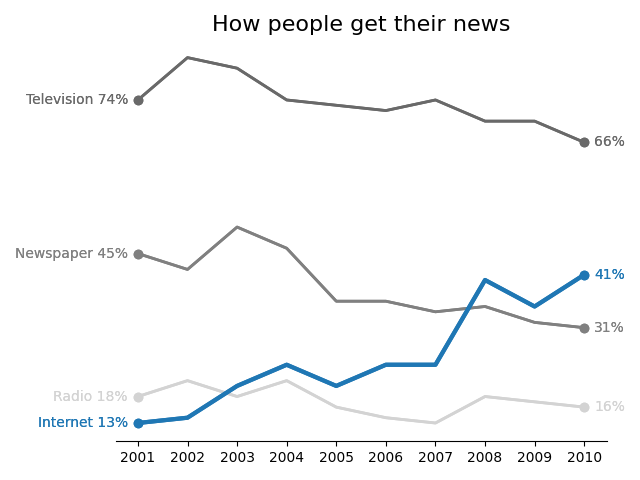 How people get their news
Television 74%
66%
Newspaper 45%
41%
31%
Radio 18%
16%
Internet 13%
2001 2002 2003 2004 2005 2006 2007 2008 2009 2010